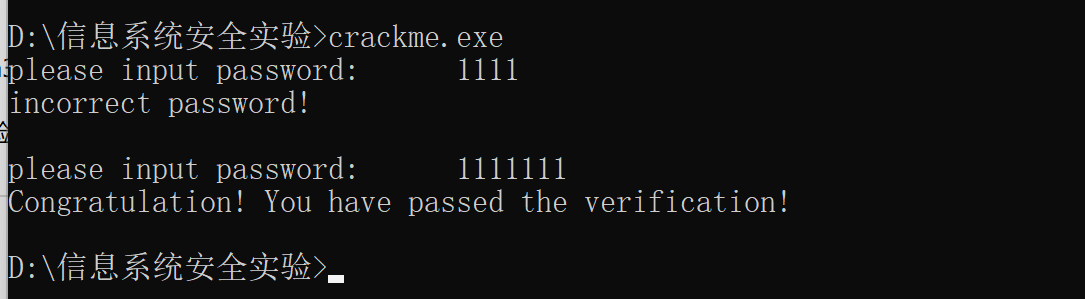 D:\信息系统安全实验>crackme.exe
please input password:      1111
incorrect password!
please input password:      1111111
Congratulation! You have passed the verification!
D:\信息系统安全实验>